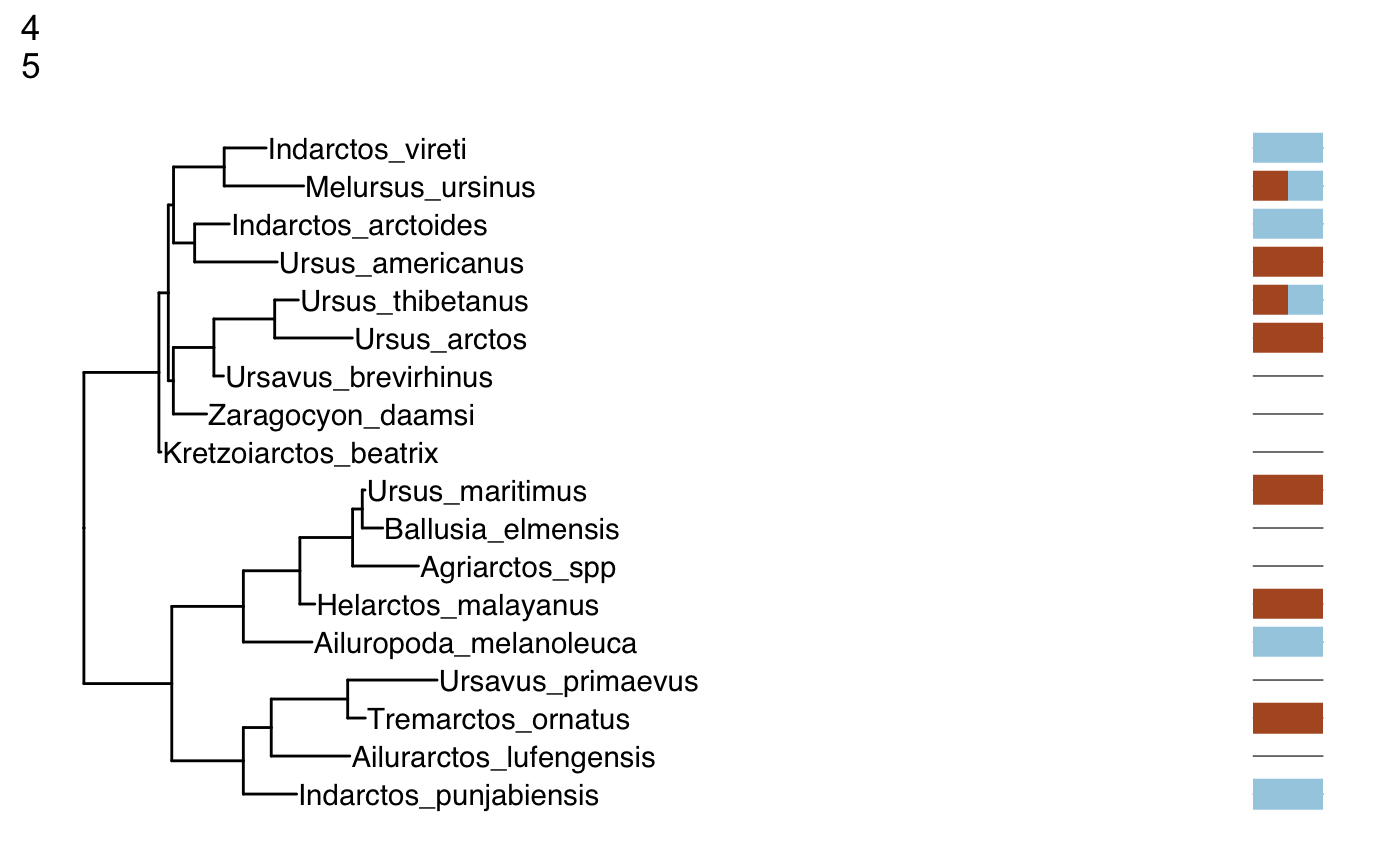 4
5
Indarctos_vireti
Melursus_ursinus
Indarctos_arctoides
Ursus_americanus
Ursus_thibetanus
Ursus_arctos
Ursavus_brevirhinus
Zaragocyon_daamsi
Kretzoiarctos_beatrix
Ursus_maritimus
Ballusia_elmensis
Agriarctos_spp
Helarctos_malayanus
Ailuropoda_melanoleuca
Ursavus_primaevus
Tremarctos_ornatus
Ailurarctos_lufengensis
Indarctos_punjabiensis